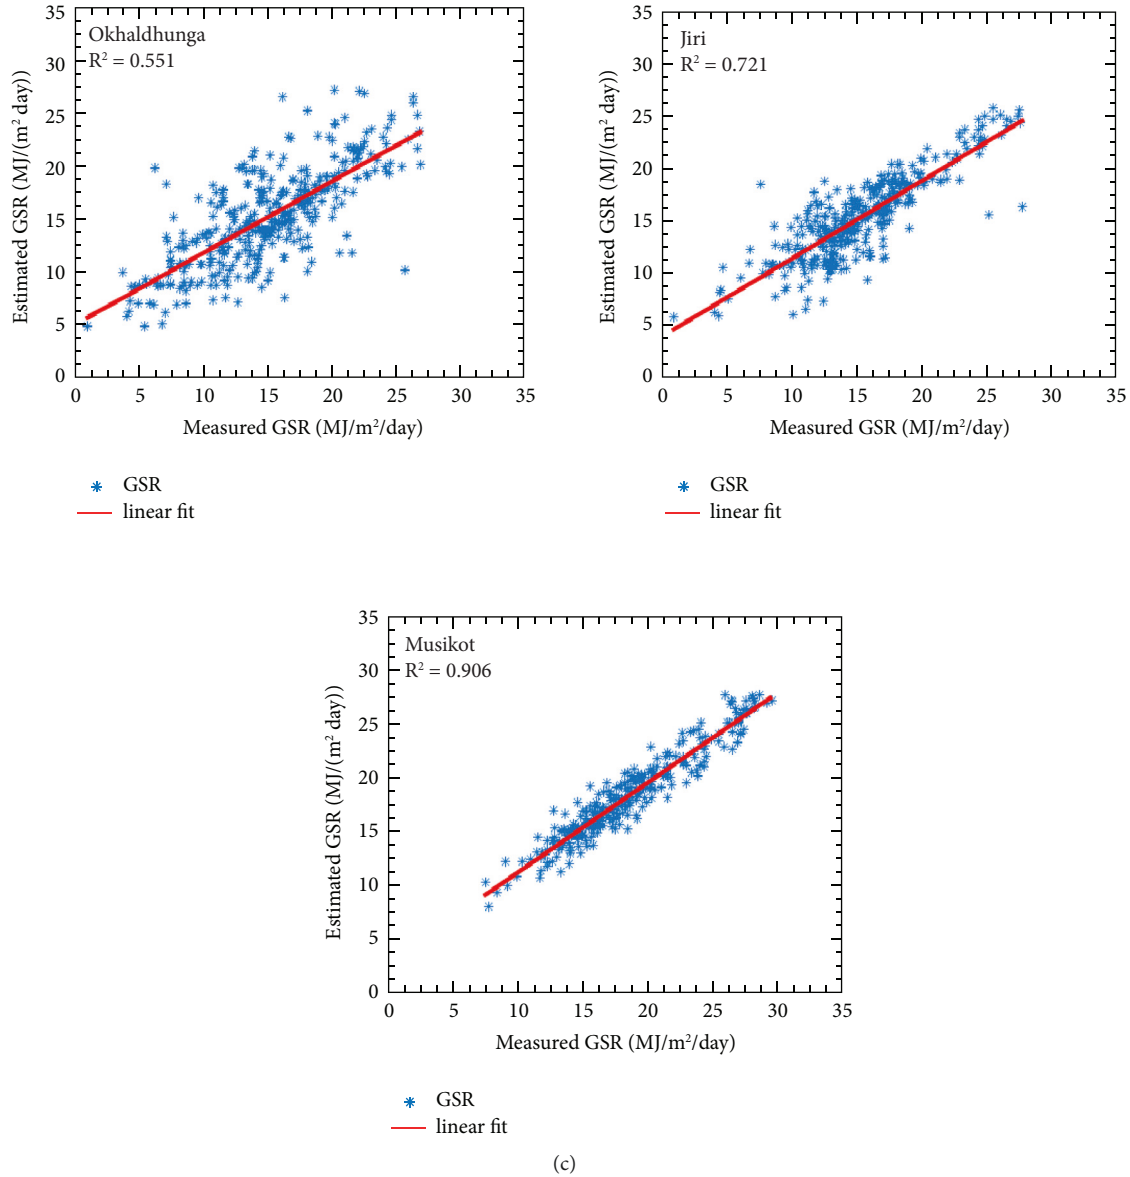 Okhaldhunga
R² = 0.551
Estimated GSR (MJ/(m² day))
35
30
25
20
15
10
5
0
0 5 10 15 20 25 30 35
Measured GSR (MJ/m²/day)
GSR
linear fit
Jiri
R² = 0.721
Estimated GSR (MJ/(m² day))
35
30
25
20
15
10
5
0
0 5 10 15 20 25 30 35
Measured GSR (MJ/m²/day)
GSR
linear fit
Musikot
R² = 0.906
Estimated GSR (MJ/(m² day))
35
30
25
20
15
10
5
0
0 5 10 15 20 25 30 35
Measured GSR (MJ/m²/day)
GSR
linear fit
(c)